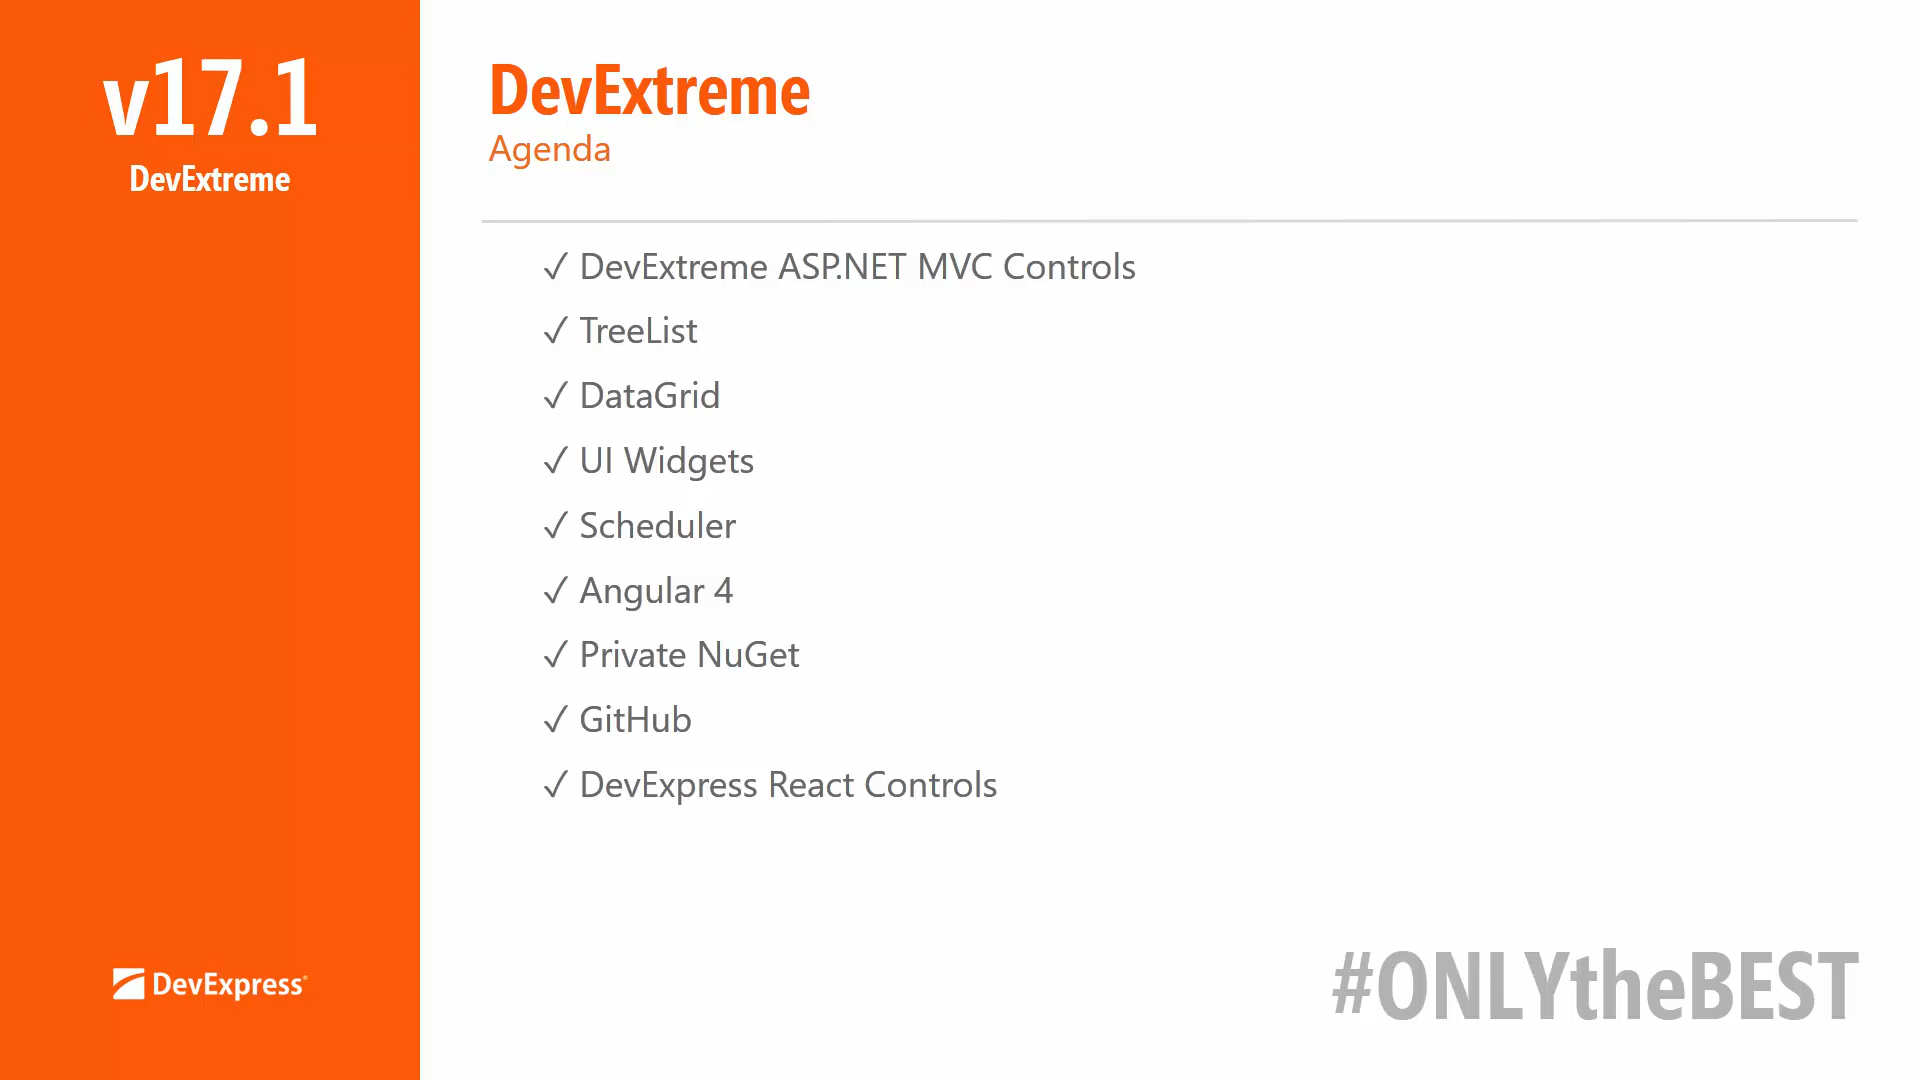 v17.1
DevExtreme
DevExtreme
Agenda
✓ DevExtreme ASP.NET MVC Controls
✓ TreeList
✓ DataGrid
✓ UI Widgets
✓ Scheduler
✓ Angular 4
✓ Private NuGet
✓ GitHub
✓ DevExpress React Controls
DevExpress®
#ONLYtheBEST